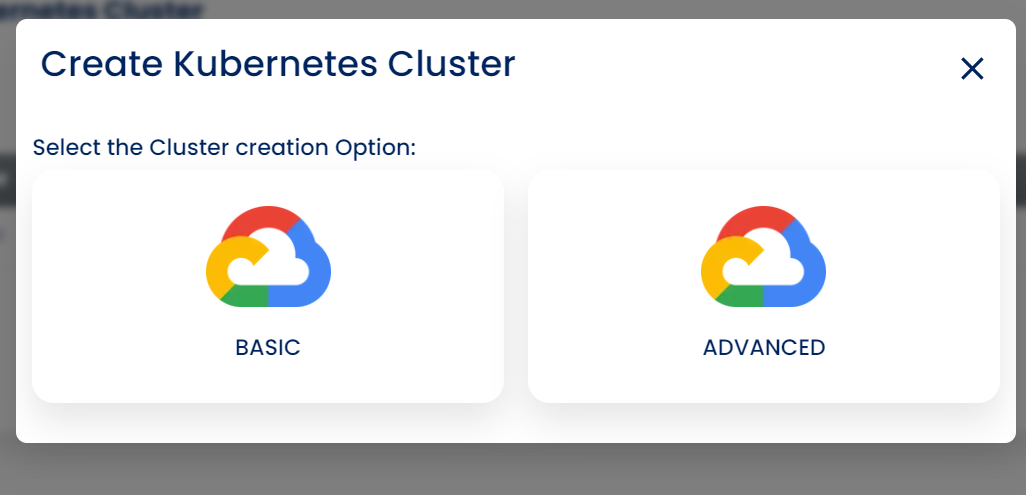 Create Kubernetes Cluster
Select the Cluster creation Option:
BASIC
ADVANCED